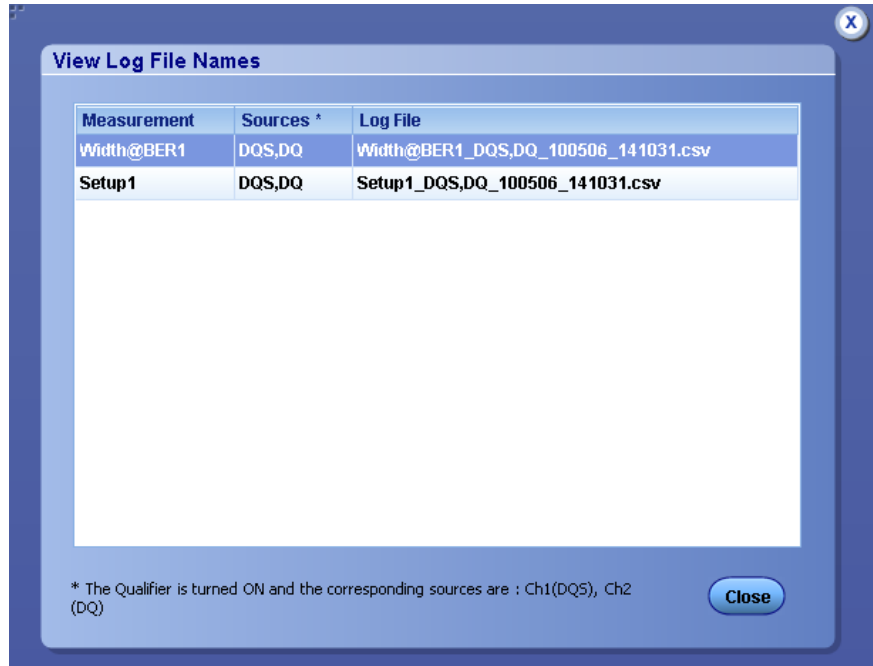 X
View Log File Names
Measurement Sources * Log File
Width@BER1 DQS,DQ Width@BER1_DQS,DQ_100506_141031.csv
Setup1 DQS,DQ Setup1_DQS,DQ_100506_141031.csv
* The Qualifier is turned ON and the corresponding sources are : Ch1(DQS), Ch2
(DQ)
Close